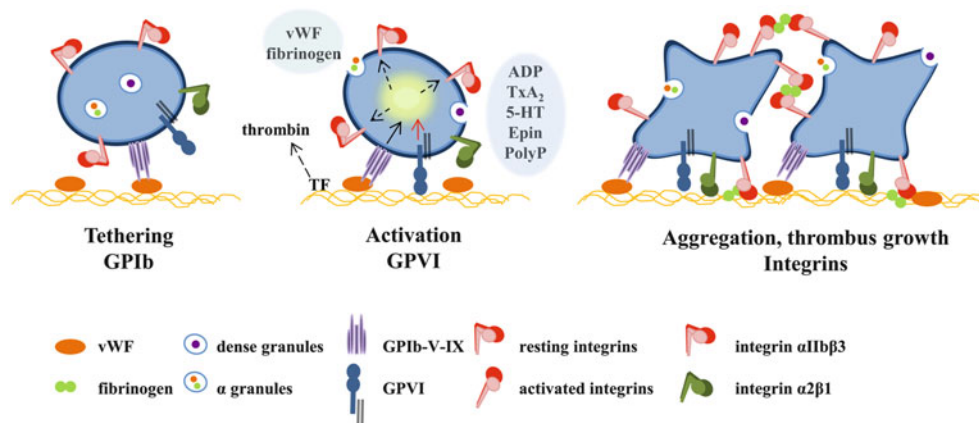 vWF
fibrinogen
ADP
TxA₂
5-HT
Epin
PolyP
thrombin
TF
Tethering
GPIb
Activation
GPVI
Aggregation, thrombus growth
Integrins
vWF
dense granules
GPIb-V-IX
resting integrins
integrin αIIbβ3
fibrinogen
α granules
GPVI
activated integrins
integrin α2β1